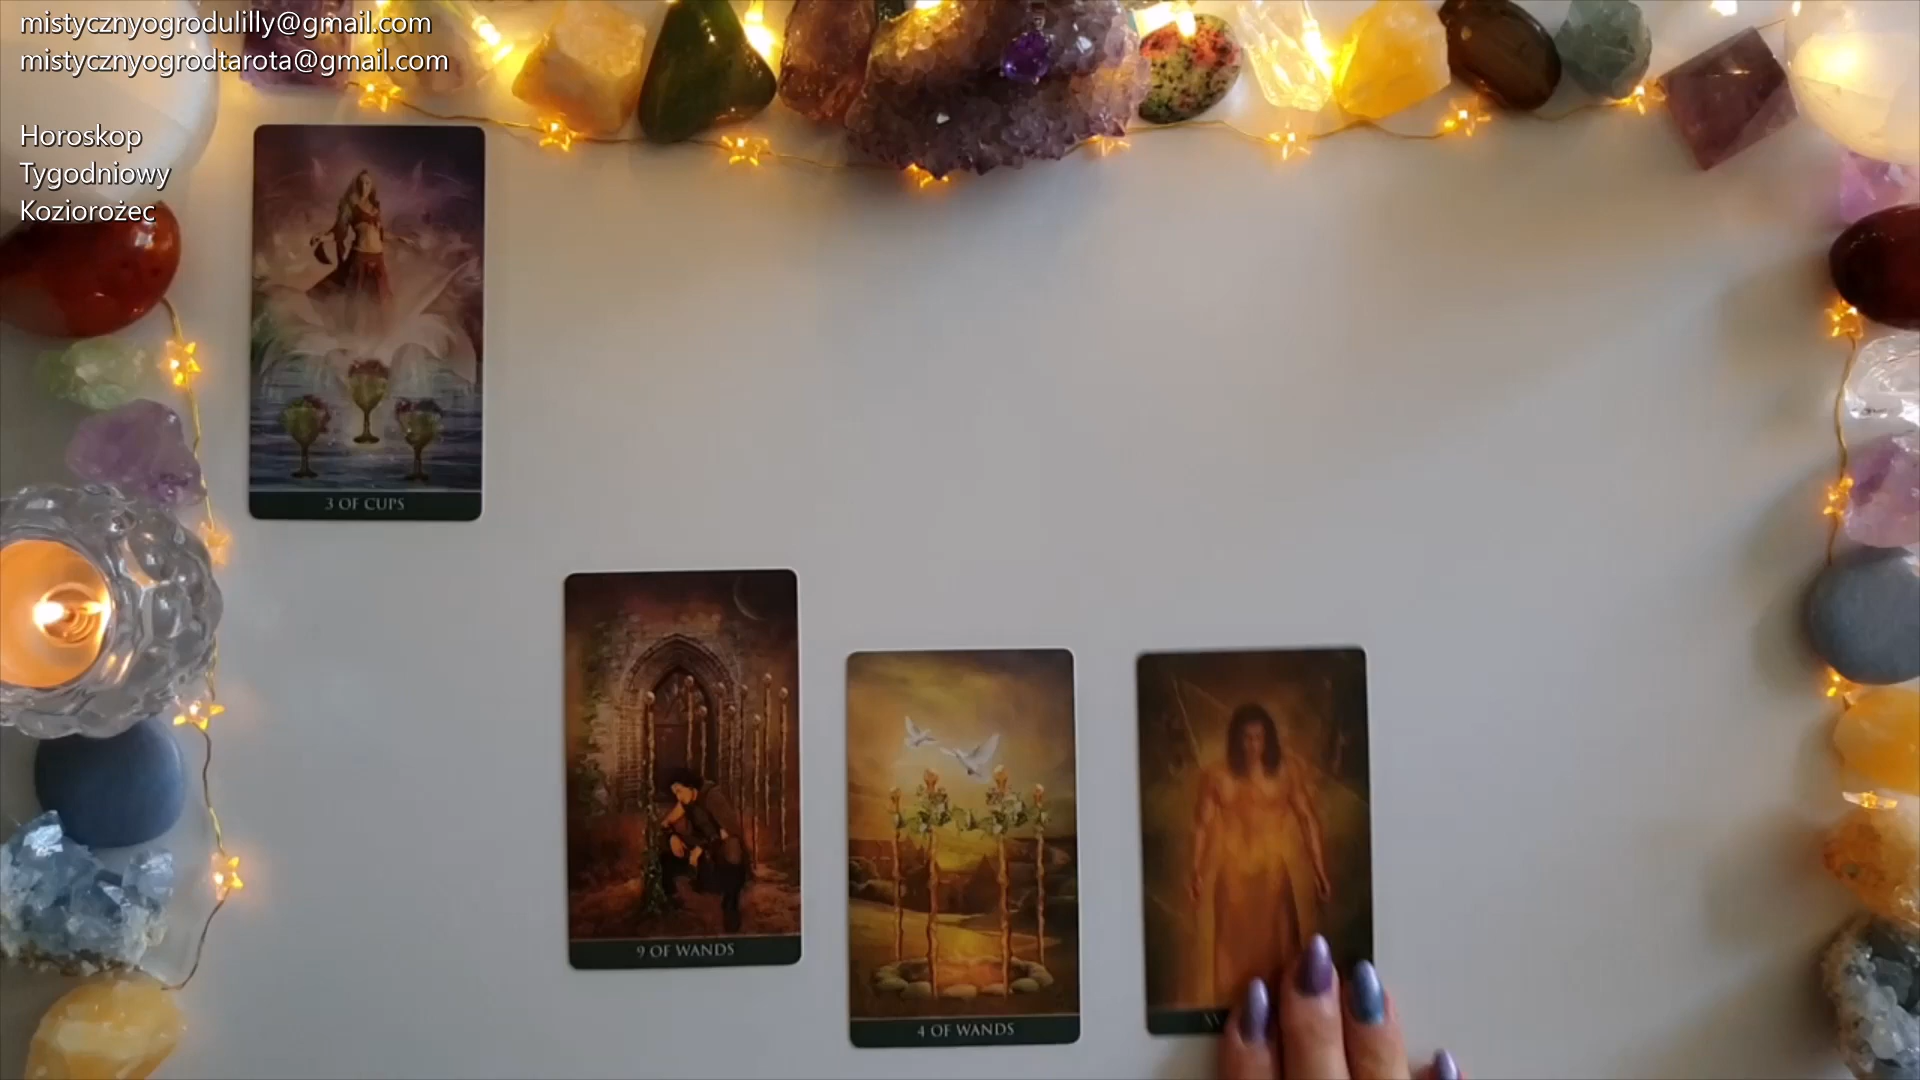 mistycznyogrodulilly@gmail.com
mistycznyogrodtarota@gmail.com
Horoskop
Tygodniowy
Koziorożec
3 OF CUPS
9 OF WANDS
4 OF WANDS